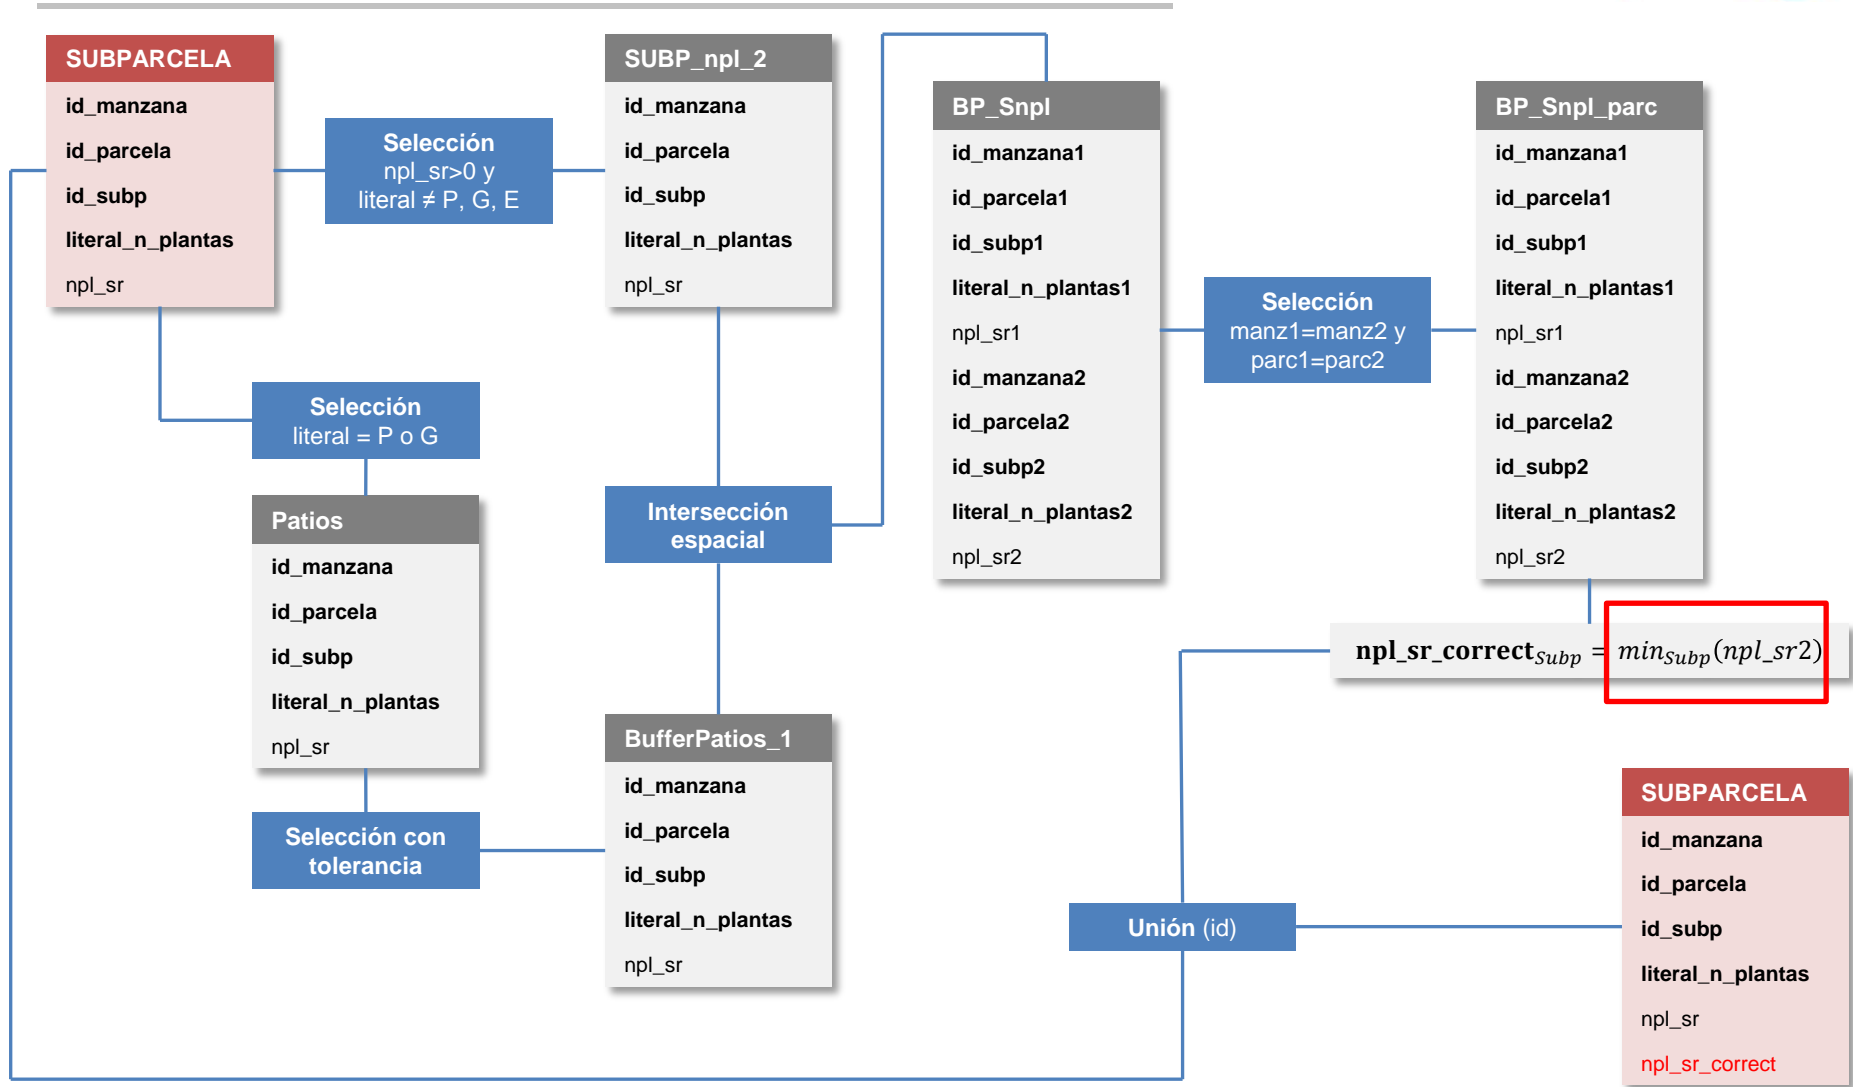 SUBPARCELA
id_manzana
id_parcela
id_subp
literal_n_plantas
npl_sr
Selección
npl_sr>0 y
literal ≠ P, G, E
SUBP_npl_2
id_manzana
id_parcela
id_subp
literal_n_plantas
npl_sr
Selección
literal = P o G
Patios
id_manzana
id_parcela
id_subp
literal_n_plantas
npl_sr
Selección con
tolerancia
Intersección
espacial
BufferPatios_1
id_manzana
id_parcela
id_subp
literal_n_plantas
npl_sr
BP_Snpl
id_manzana1
id_parcela1
id_subp1
literal_n_plantas1
npl_sr1
id_manzana2
id_parcela2
id_subp2
literal_n_plantas2
npl_sr2
Selección
manz1=manz2 y
parc1=parc2
BP_Snpl_parc
id_manzana1
id_parcela1
id_subp1
literal_n_plantas1
npl_sr1
id_manzana2
id_parcela2
id_subp2
literal_n_plantas2
npl_sr2
npl_sr_correct_Subp = min_Subp(npl_sr2)
Unión (id)
SUBPARCELA
id_manzana
id_parcela
id_subp
literal_n_plantas
npl_sr
npl_sr_correct